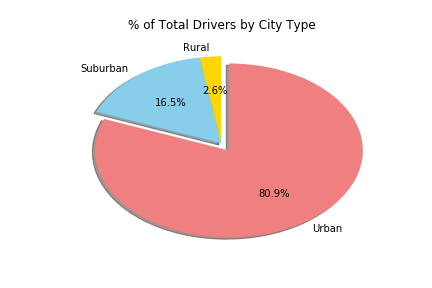 % of Total Drivers by City Type
Rural
Suburban
2.6%
16.5%
80.9%
Urban